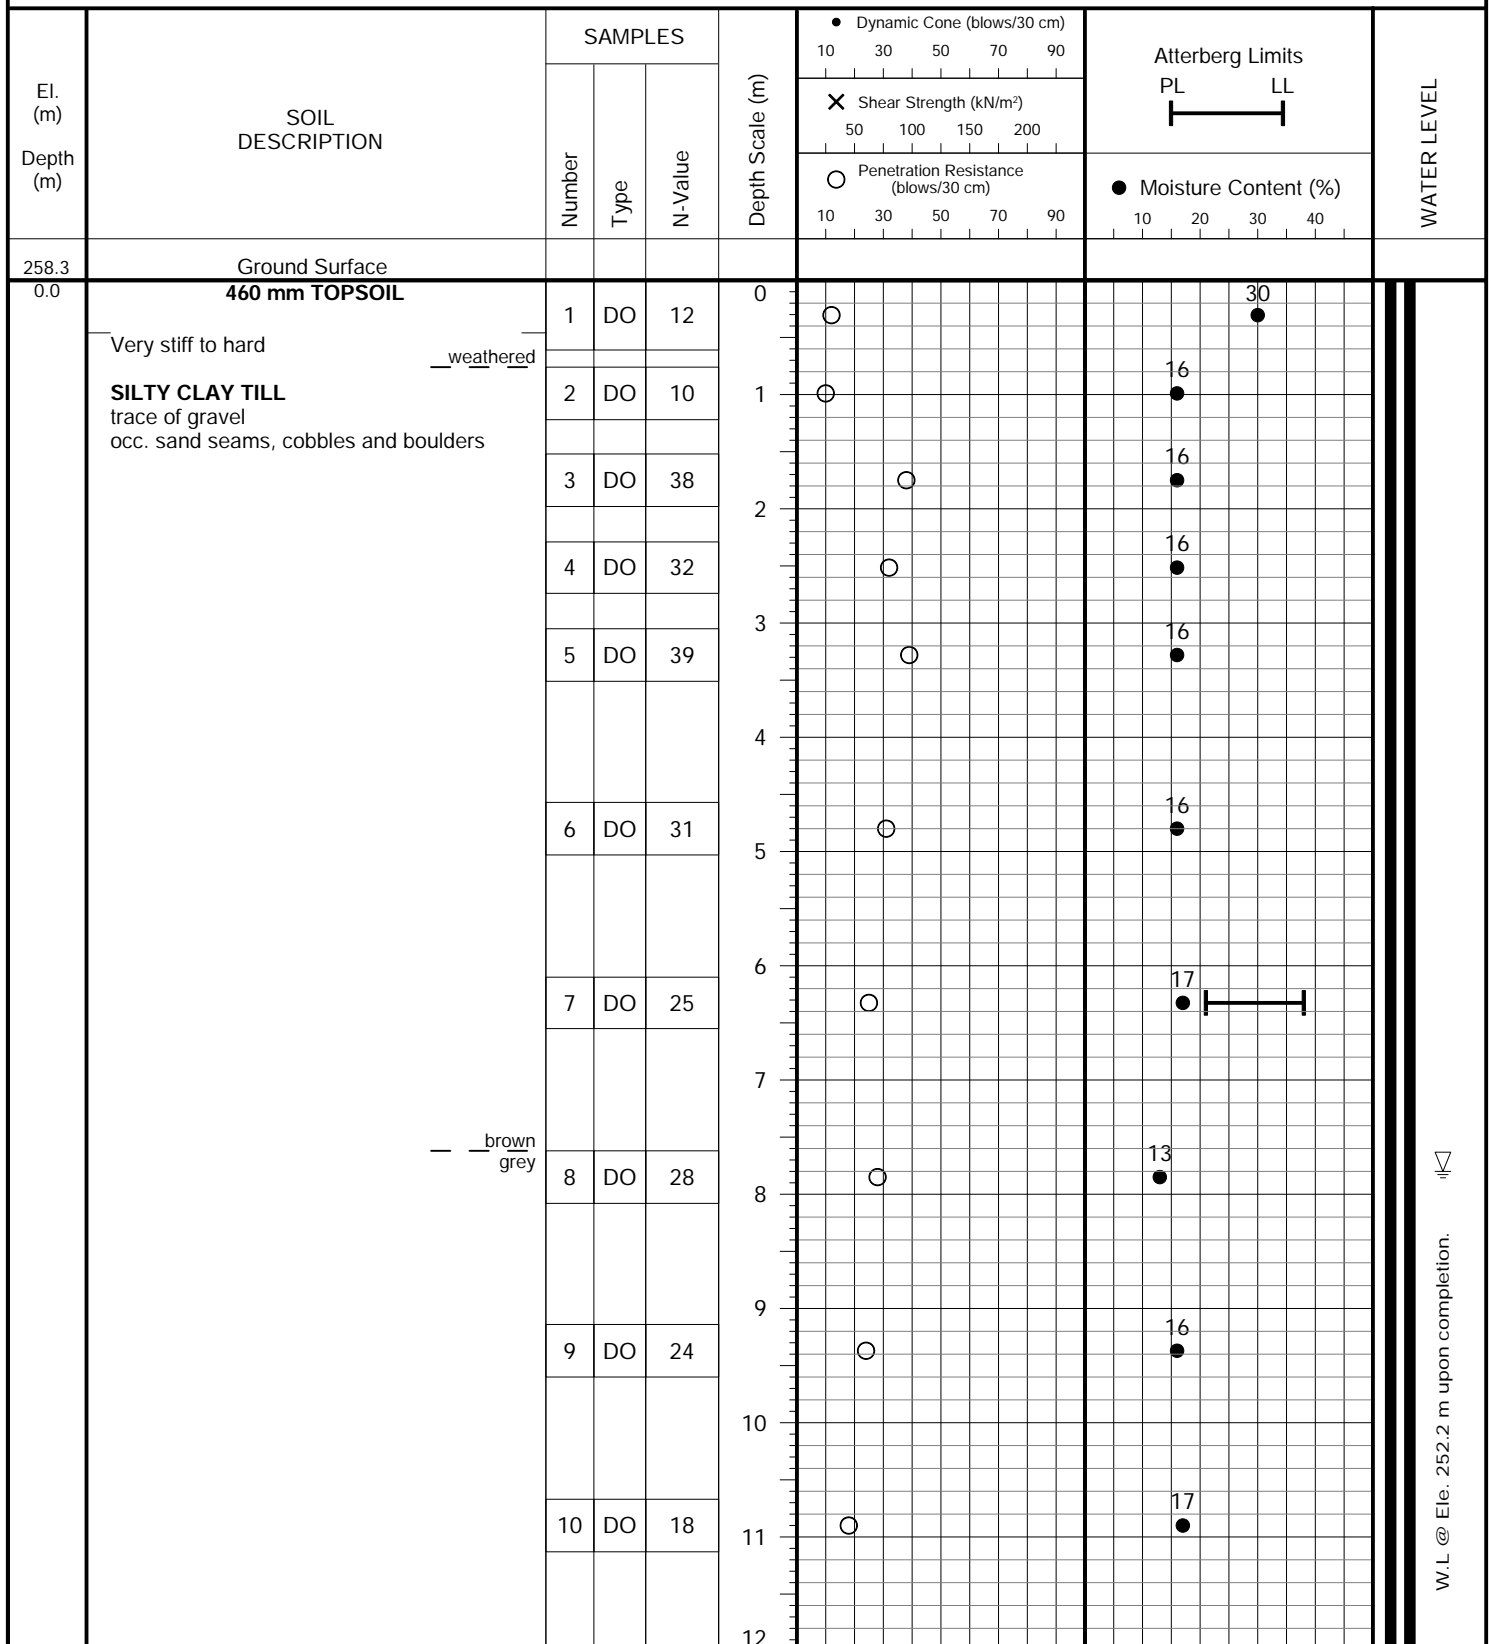 El.
(m)
Depth
(m)
SOIL
DESCRIPTION
SAMPLES
Number
Type
N-Value
Depth Scale (m)
● Dynamic Cone (blows/30 cm)
10 30 50 70 90
✕ Shear Strength (kN/m²)
50 100 150 200
○ Penetration Resistance
(blows/30 cm)
10 30 50 70 90
Atterberg Limits
PL LL
● Moisture Content (%)
10 20 30 40
WATER LEVEL
258.3 Ground Surface
0.0 460 mm TOPSOIL
0
30
1 DO 12
Very stiff to hard
weathered
16
SILTY CLAY TILL
2 DO 10
1
trace of gravel
occ. sand seams, cobbles and boulders
16
3 DO 38
2
16
4 DO 32
3
16
5 DO 39
4
16
6 DO 31
5
6
17
7 DO 25
7
brown
grey
13
8 DO 28
8
9
16
9 DO 24
10
17
10 DO 18
11
12
W.L @ Ele. 252.2 m upon completion.